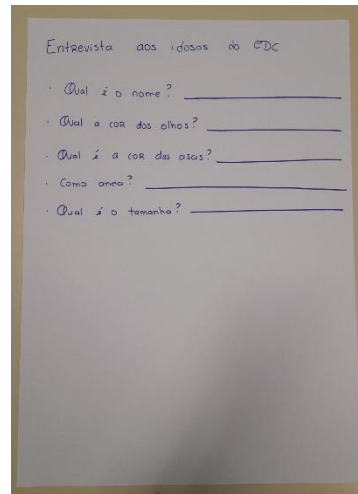 Entrevista aos idosos do CDC
· Qual é o nome?
· Qual a cor dos olhos?
· Qual é a cor das asas?
· Como anda?
· Qual é o tamanho?